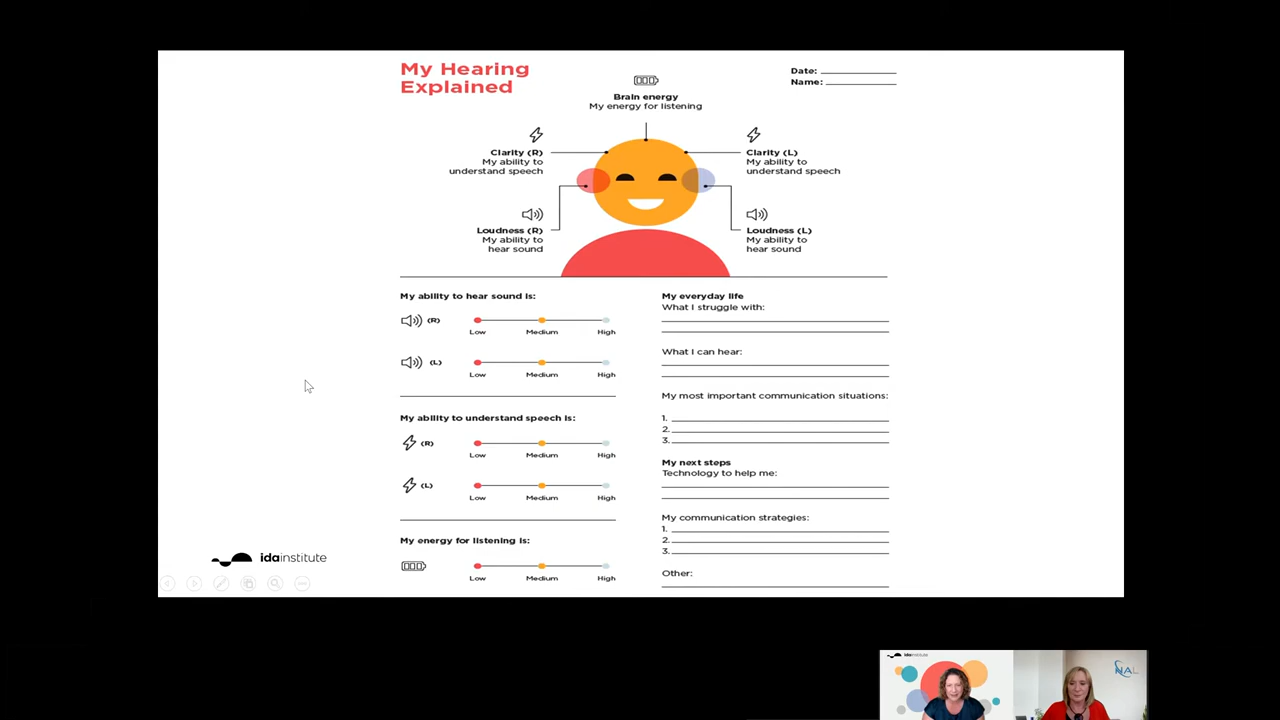 My Hearing
Explained
Date:
Name:
Brain energy
My energy for listening
Clarity (R)
My ability to
understand speech
Clarity (L)
My ability to
understand speech
Loudness (R)
My ability to
hear sound
Loudness (L)
My ability to
hear sound
My ability to hear sound is:
(R)
Low Medium High
(L)
Low Medium High
My ability to understand speech is:
(R)
Low Medium High
(L)
Low Medium High
My energy for listening is:
Low Medium High
My everyday life
What I struggle with:
What I can hear:
My most important communication situations:
1.
2.
3.
My next steps
Technology to help me:
My communication strategies:
1.
2.
3.
Other:
idainstitute
idainstitute
NAL